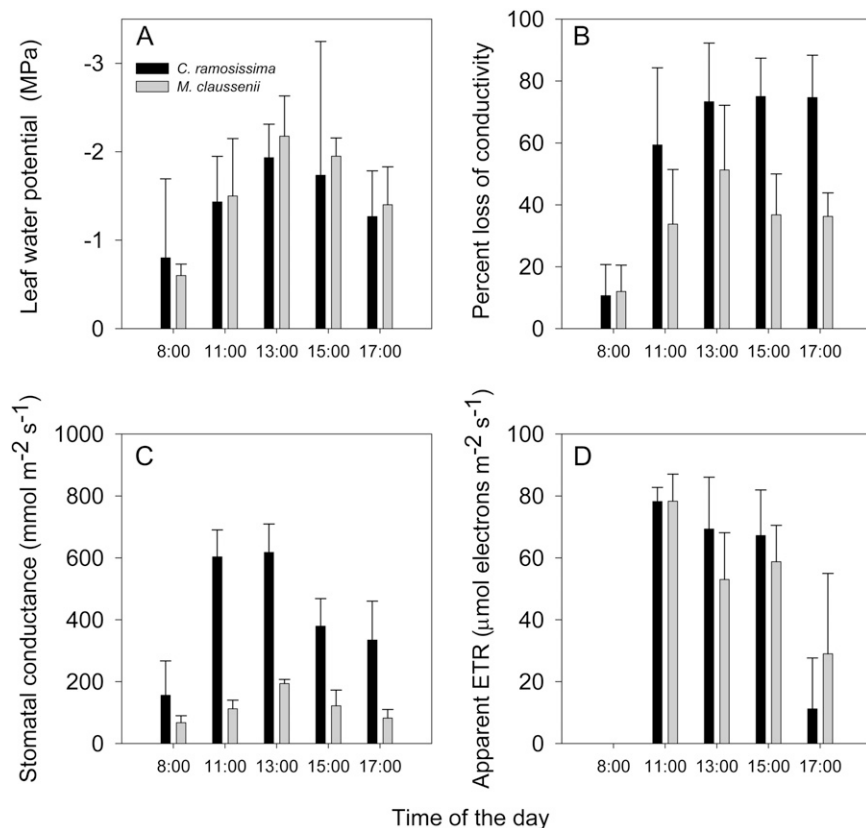 A
C. ramosissima
M. claussenii
Leaf water potential (MPa)
-3
-2
-1
0
8:00 11:00 13:00 15:00 17:00
B
Percent loss of conductivity
100
80
60
40
20
0
8:00 11:00 13:00 15:00 17:00
C
Stomatal conductance (mmol m-2 s-1)
1000
800
600
400
200
0
8:00 11:00 13:00 15:00 17:00
D
Apparent ETR (μmol electrons m-2 s-1)
100
80
60
40
20
0
8:00 11:00 13:00 15:00 17:00
Time of the day